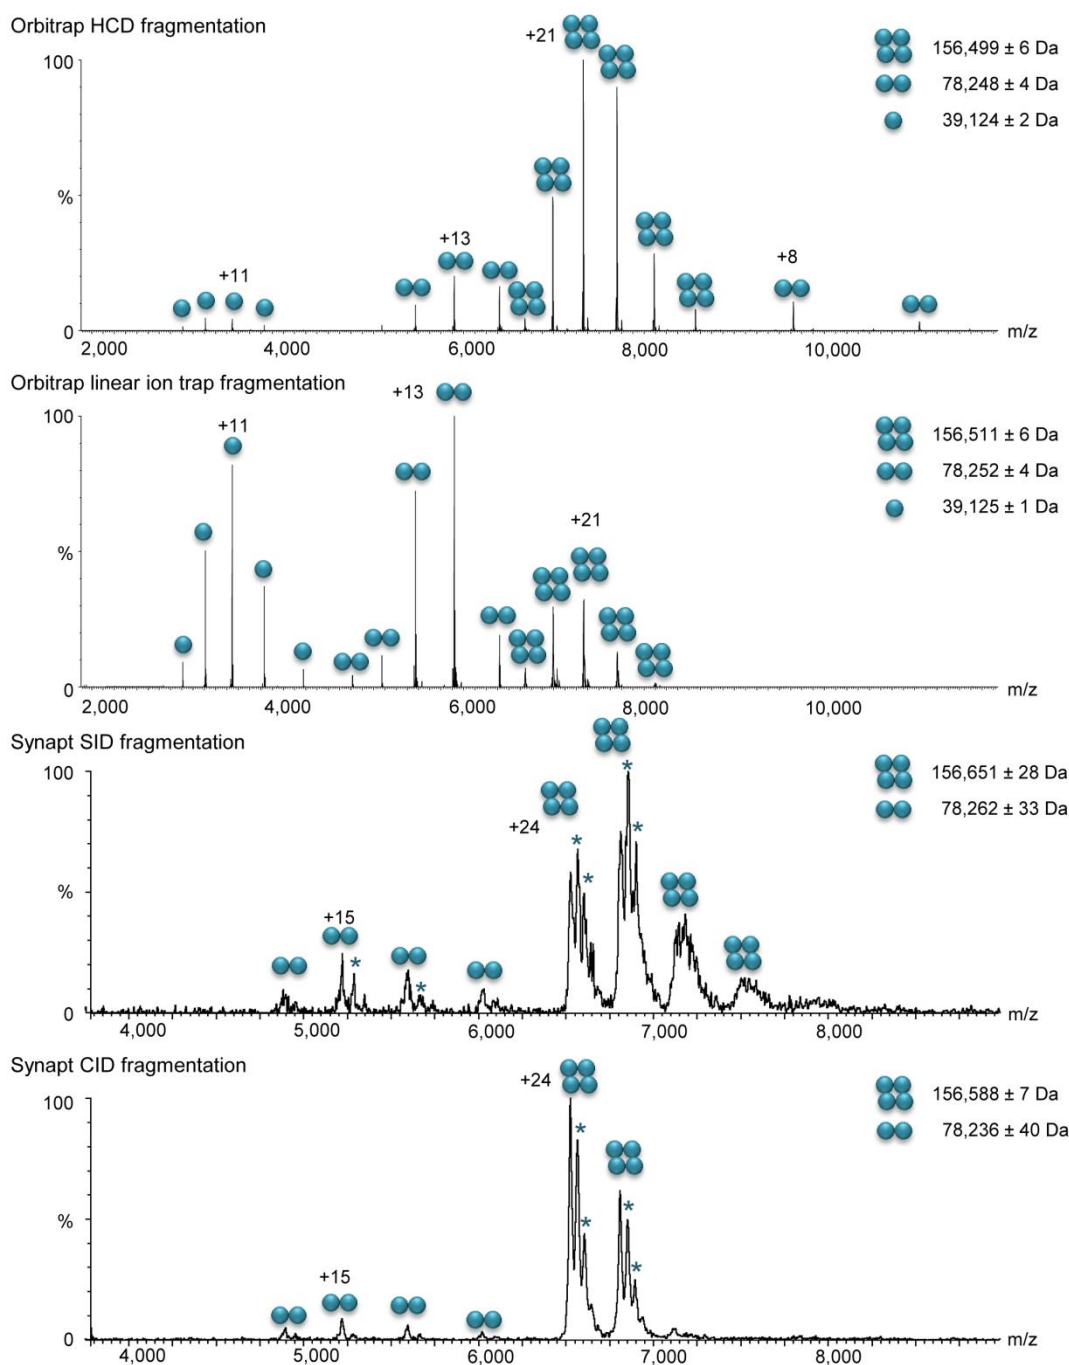 Orbitrap HCD fragmentation
+21
100
156,499 ± 6 Da
78,248 ± 4 Da
39,124 ± 2 Da
%
+13
+11
+8
0
m/z
2,000 4,000 6,000 8,000 10,000
Orbitrap linear ion trap fragmentation
100
+13
+11
156,511 ± 6 Da
78,252 ± 4 Da
39,125 ± 1 Da
+21
%
0
m/z
2,000 4,000 6,000 8,000 10,000
Synapt SID fragmentation
100
156,651 ± 28 Da
78,262 ± 33 Da
*
+24
*
*
*
%
+15
*
*
0
m/z
4,000 5,000 6,000 7,000 8,000
Synapt CID fragmentation
+24
100
156,588 ± 7 Da
78,236 ± 40 Da
*
*
*
%
+15
*
0
m/z
4,000 5,000 6,000 7,000 8,000